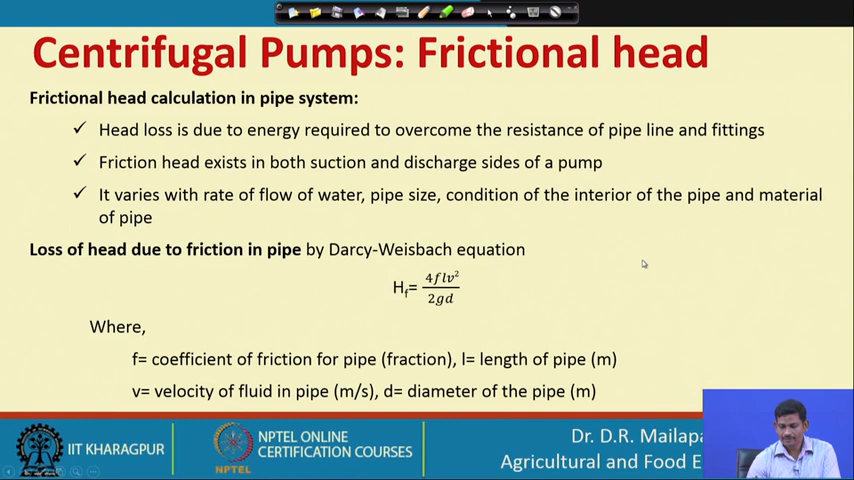 Centrifugal Pumps: Frictional head
Frictional head calculation in pipe system:
✓ Head loss is due to energy required to overcome the resistance of pipe line and fittings
✓ Friction head exists in both suction and discharge sides of a pump
✓ It varies with rate of flow of water, pipe size, condition of the interior of the pipe and material
of pipe
Loss of head due to friction in pipe by Darcy-Weisbach equation
H_f= 4flv²/2gd
Where,
f= coefficient of friction for pipe (fraction), l= length of pipe (m)
v= velocity of fluid in pipe (m/s), d= diameter of the pipe (m)
IIT KHARAGPUR
NPTEL
NPTEL ONLINE
CERTIFICATION COURSES
Dr. D.R. Mailapa
Agricultural and Food E